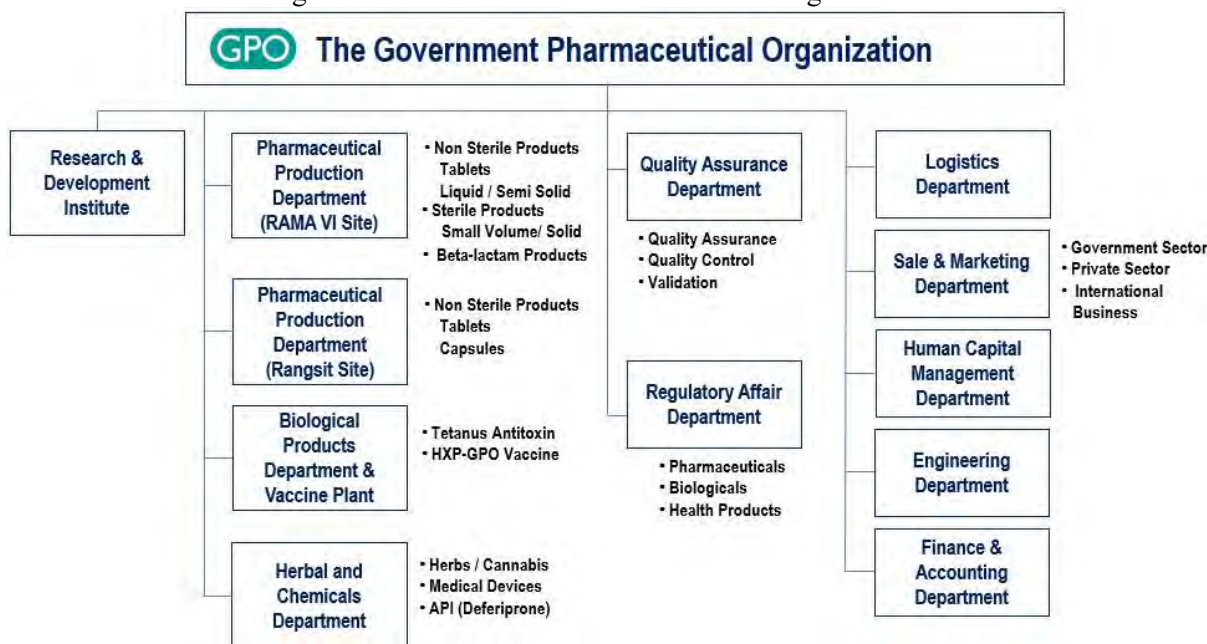 GPO The Government Pharmaceutical Organization
Research &
Development
Institute
Pharmaceutical
Production
Department
(RAMA VI Site)
• Non Sterile Products
Tablets
Liquid / Semi Solid
• Sterile Products
Small Volume/ Solid
• Beta-lactam Products
Pharmaceutical
Production
Department
(Rangsit Site)
• Non Sterile Products
Tablets
Capsules
Biological
Products
Department &
Vaccine Plant
• Tetanus Antitoxin
• HXP-GPO Vaccine
Herbal and
Chemicals
Department
• Herbs / Cannabis
• Medical Devices
• API (Deferiprone)
Quality Assurance
Department
• Quality Assurance
• Quality Control
• Validation
Regulatory Affair
Department
• Pharmaceuticals
• Biologicals
• Health Products
Logistics
Department
Sale & Marketing
Department
• Government Sector
• Private Sector
• International
Business
Human Capital
Management
Department
Engineering
Department
Finance &
Accounting
Department